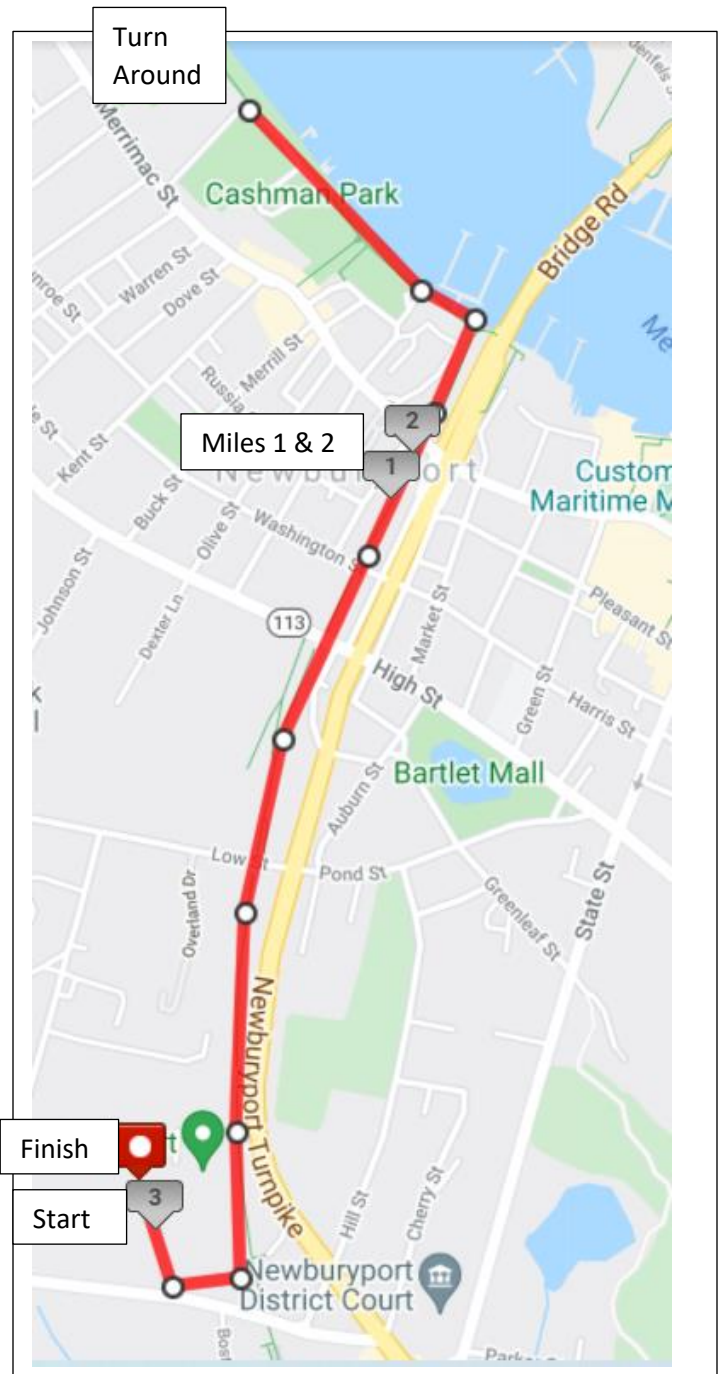 Turn
Around
Merrimac St
Cashman Park
Bridge Rd
Warren St
Dove St
Merrill St
Miles 1 & 2
2
1
Kent St
Buck St
Olive St
Washington
Custom
Maritime M
Johnson St
Dexter Ln
113
High St
Market St
Pleasant St
Green St
Harris St
Bartlet Mall
Auburn St
Low St
Pond St
State St
Greenleaf St
Overland Dr
Newburyport Turnpike
Finish
Start
3
Hill St
Cherry St
Newburyport
District Court